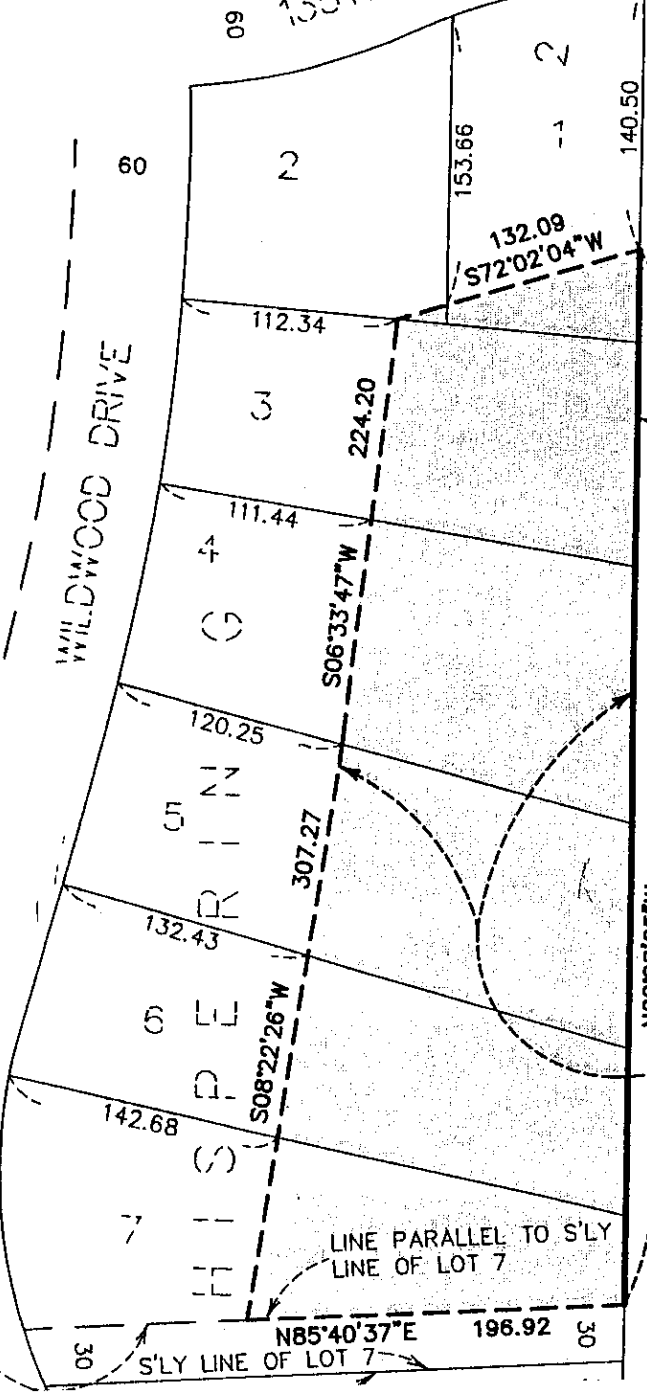 60
60
2
2
1
153.66
140.50
132.09
S72°02'04"W
112.34
WILDWOOD DRIVE
3
224.20
111.44
4
S06°33'47"W
120.25
5
307.27
132.43
6
S08°22'26"W
142.68
7
WHISPERING
LINE PARALLEL TO S'LY
LINE OF LOT 7
N85°40'37"E
196.92
30
30
S'LY LINE OF LOT 7